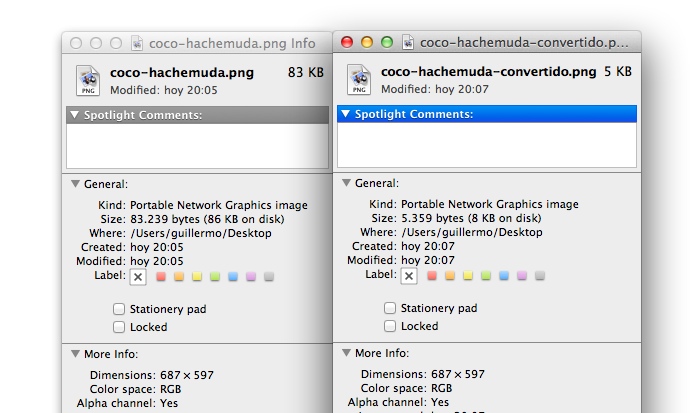 coco-hachemuda.png Info
PNG
coco-hachemuda.png 83 KB
Modified: hoy 20:05
Spotlight Comments:
General:
Kind: Portable Network Graphics image
Size: 83.239 bytes (86 KB on disk)
Where: /Users/guillermo/Desktop
Created: hoy 20:05
Modified: hoy 20:05
Label:
Stationery pad
Locked
More Info:
Dimensions: 687 × 597
Color space: RGB
Alpha channel: Yes
coco-hachemuda-convertido.p...
PNG
coco-hachemuda-convertido.png 5 KB
Modified: hoy 20:07
Spotlight Comments:
General:
Kind: Portable Network Graphics image
Size: 5.359 bytes (8 KB on disk)
Where: /Users/guillermo/Desktop
Created: hoy 20:07
Modified: hoy 20:07
Label:
Stationery pad
Locked
More Info:
Dimensions: 687 × 597
Color space: RGB
Alpha channel: Yes